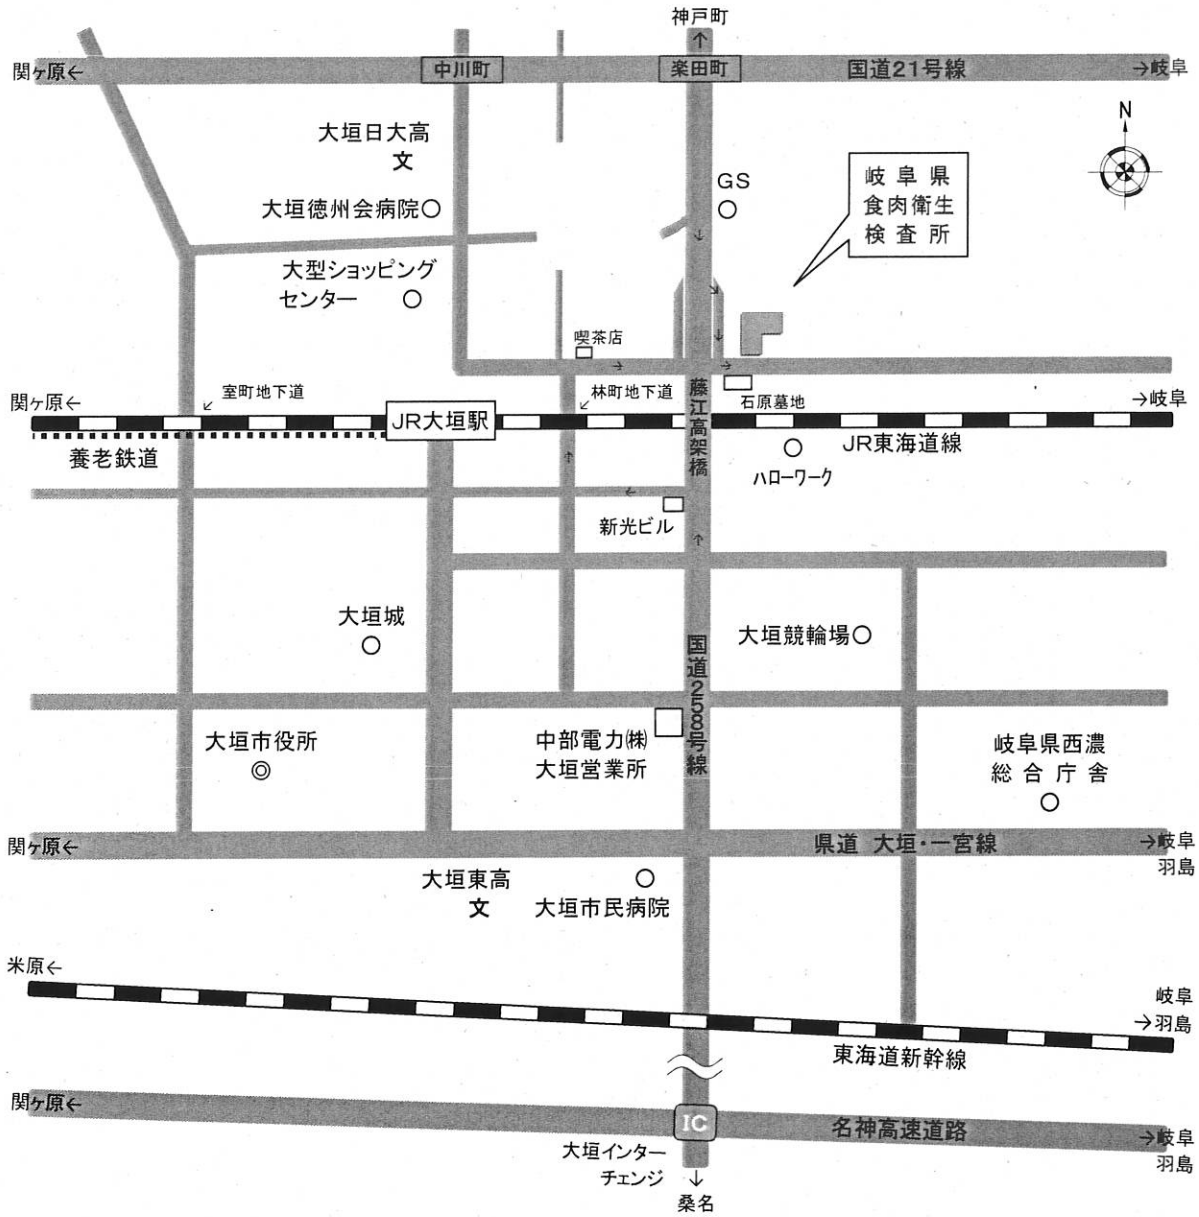 神戸町
↑
関ヶ原←
中川町
楽田町
国道21号線
→岐阜
N
大垣日大高
文
GS
岐阜県
食肉衛生
検査所
大垣徳州会病院
大型ショッピング
センター
喫茶店
室町地下道
林町地下道
石原墓地
関ヶ原←
JR大垣駅
→岐阜
藤江高架橋
養老鉄道
JR東海道線
ハローワーク
新光ビル
大垣城
大垣競輪場
国道258号線
大垣市役所
中部電力㈱
大垣営業所
岐阜県西濃
総合庁舎
関ヶ原←
県道 大垣・一宮線
→岐阜
羽島
大垣東高
文
大垣市民病院
米原←
岐阜
→羽島
東海道新幹線
関ヶ原←
IC
名神高速道路
→岐阜
羽島
大垣インター
チェンジ
↓
桑名